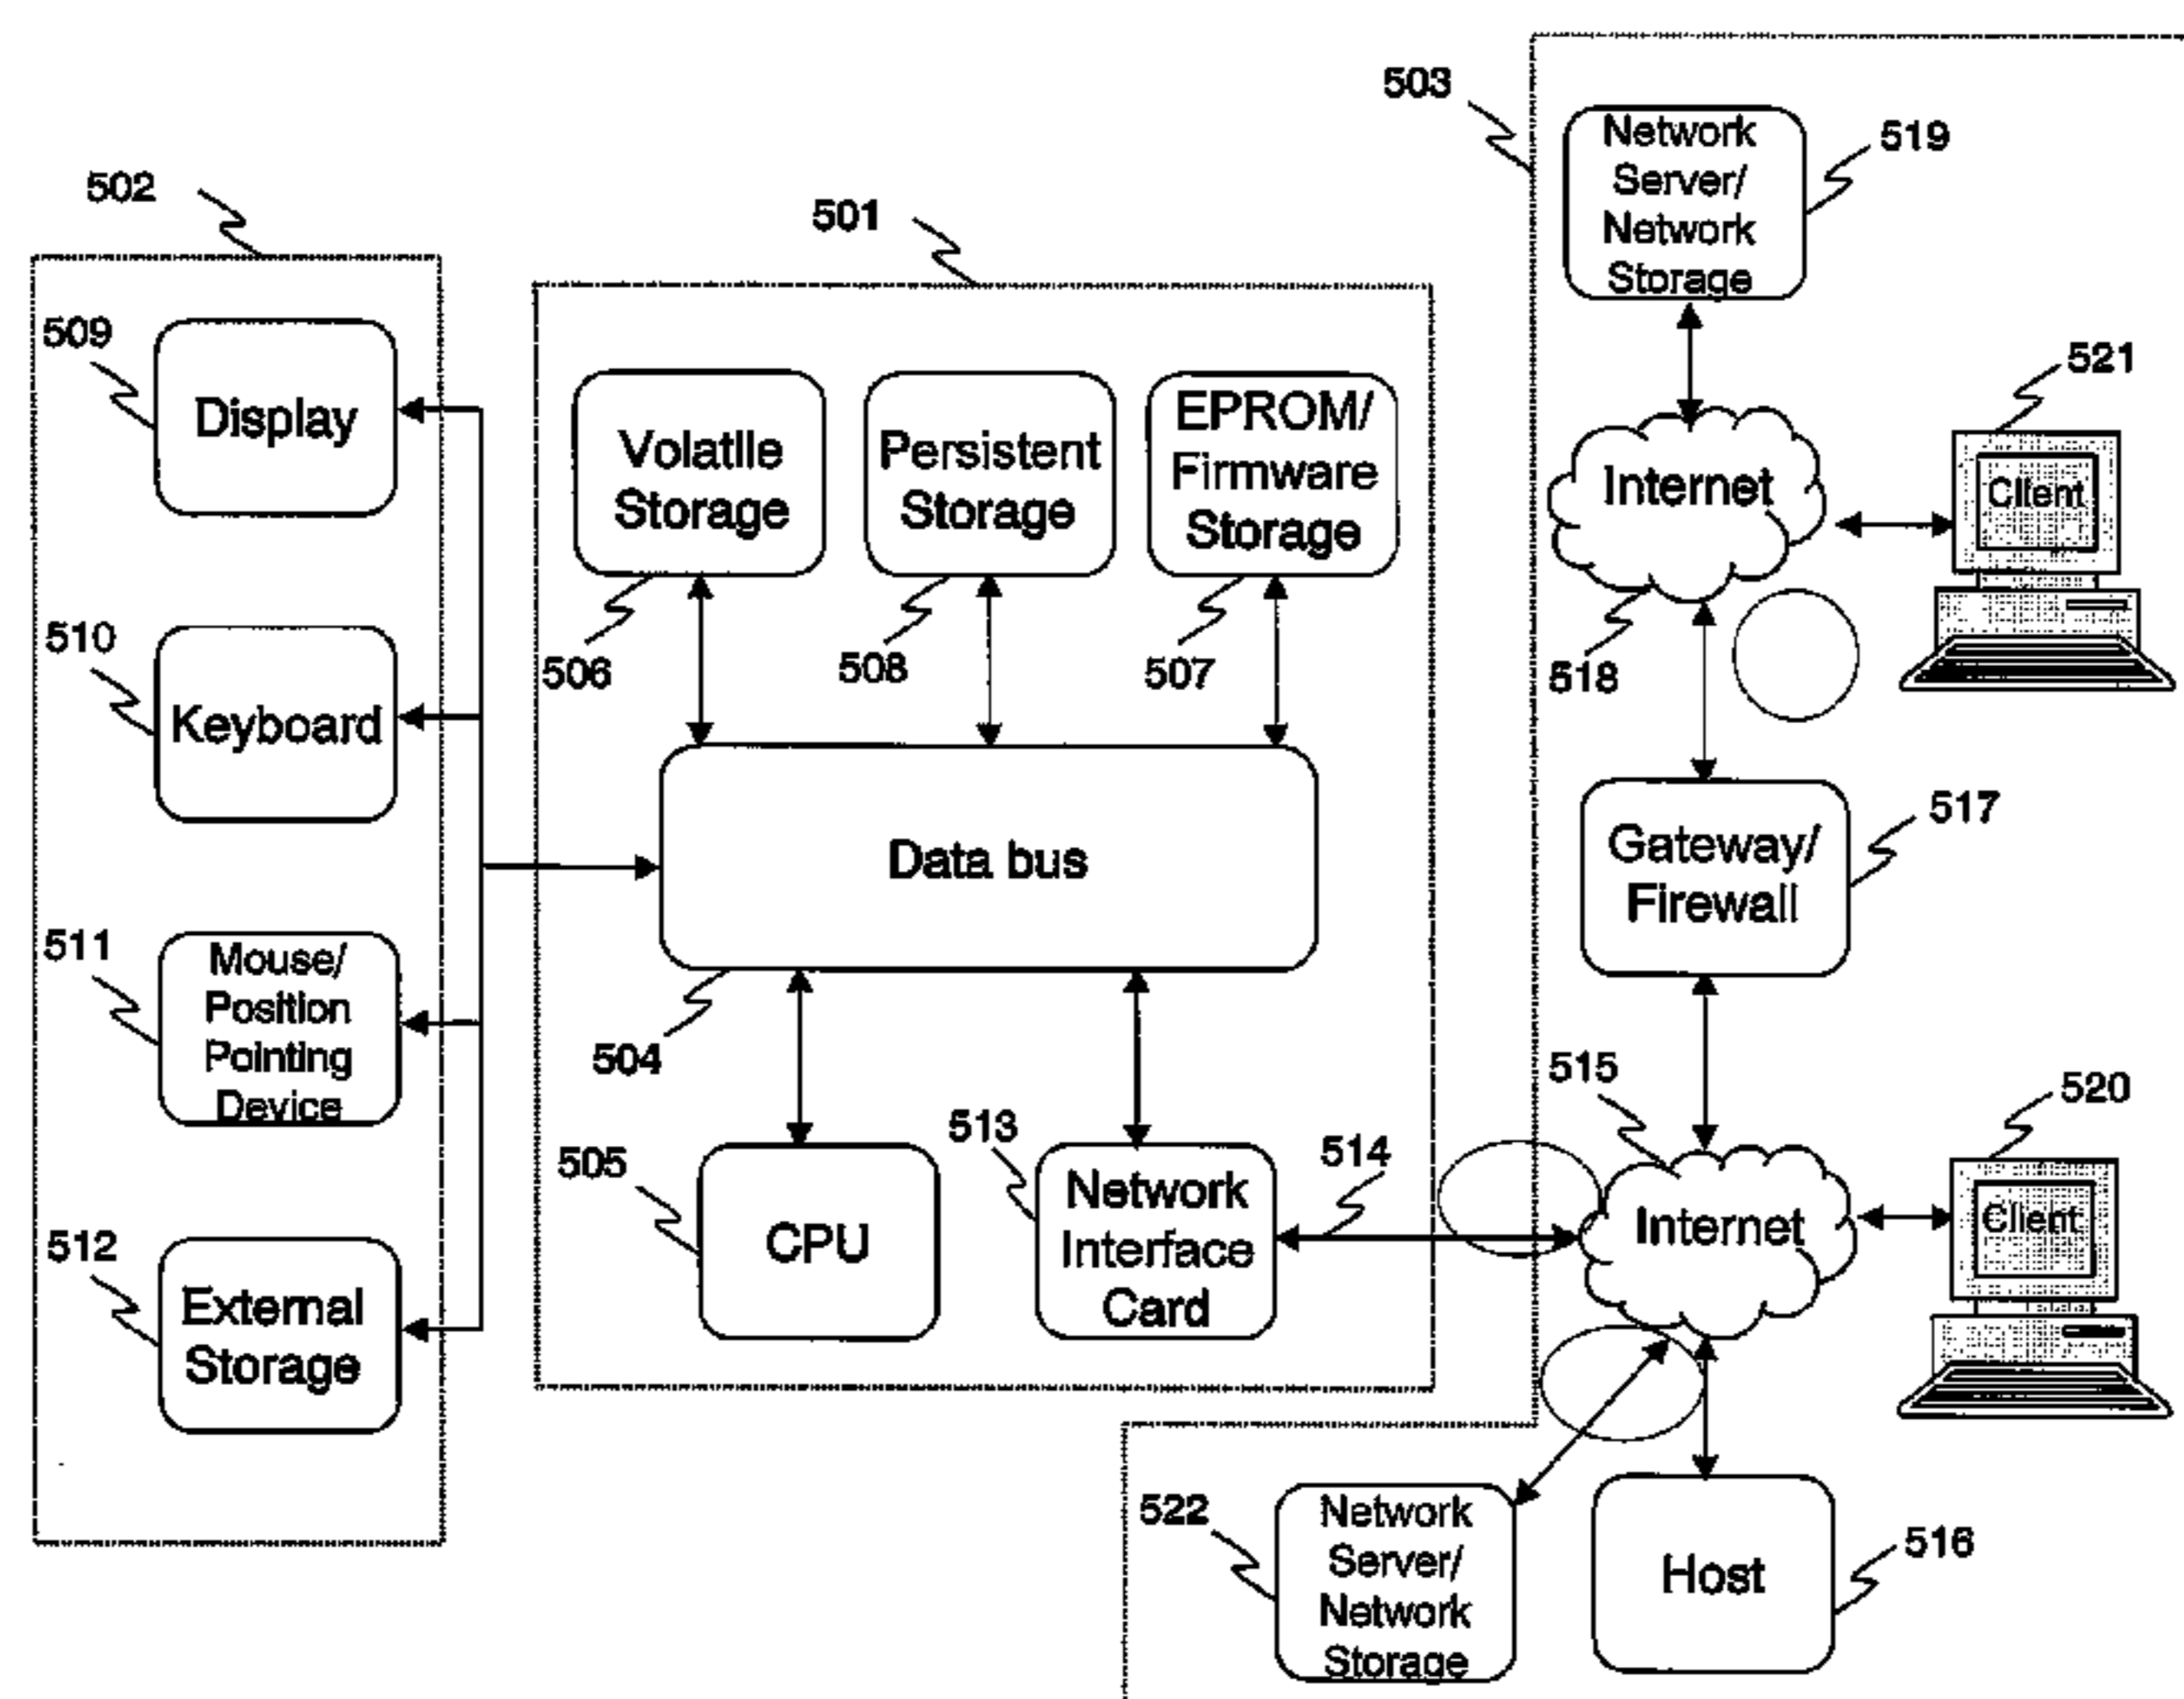 502
509
Display
510
Keyboard
511
Mouse/
Position
Pointing
Device
512
External
Storage
501
Volatile
Storage
506
Persistent
Storage
508
EPROM/
Firmware
Storage
507
Data bus
504
505
CPU
513
Network
Interface
Card
514
503
Network
Server/
Network
Storage
519
Internet
518
Client
521
Gateway/
Firewall
517
515
Internet
Client
520
522
Network
Server/
Network
Storage
Host
516